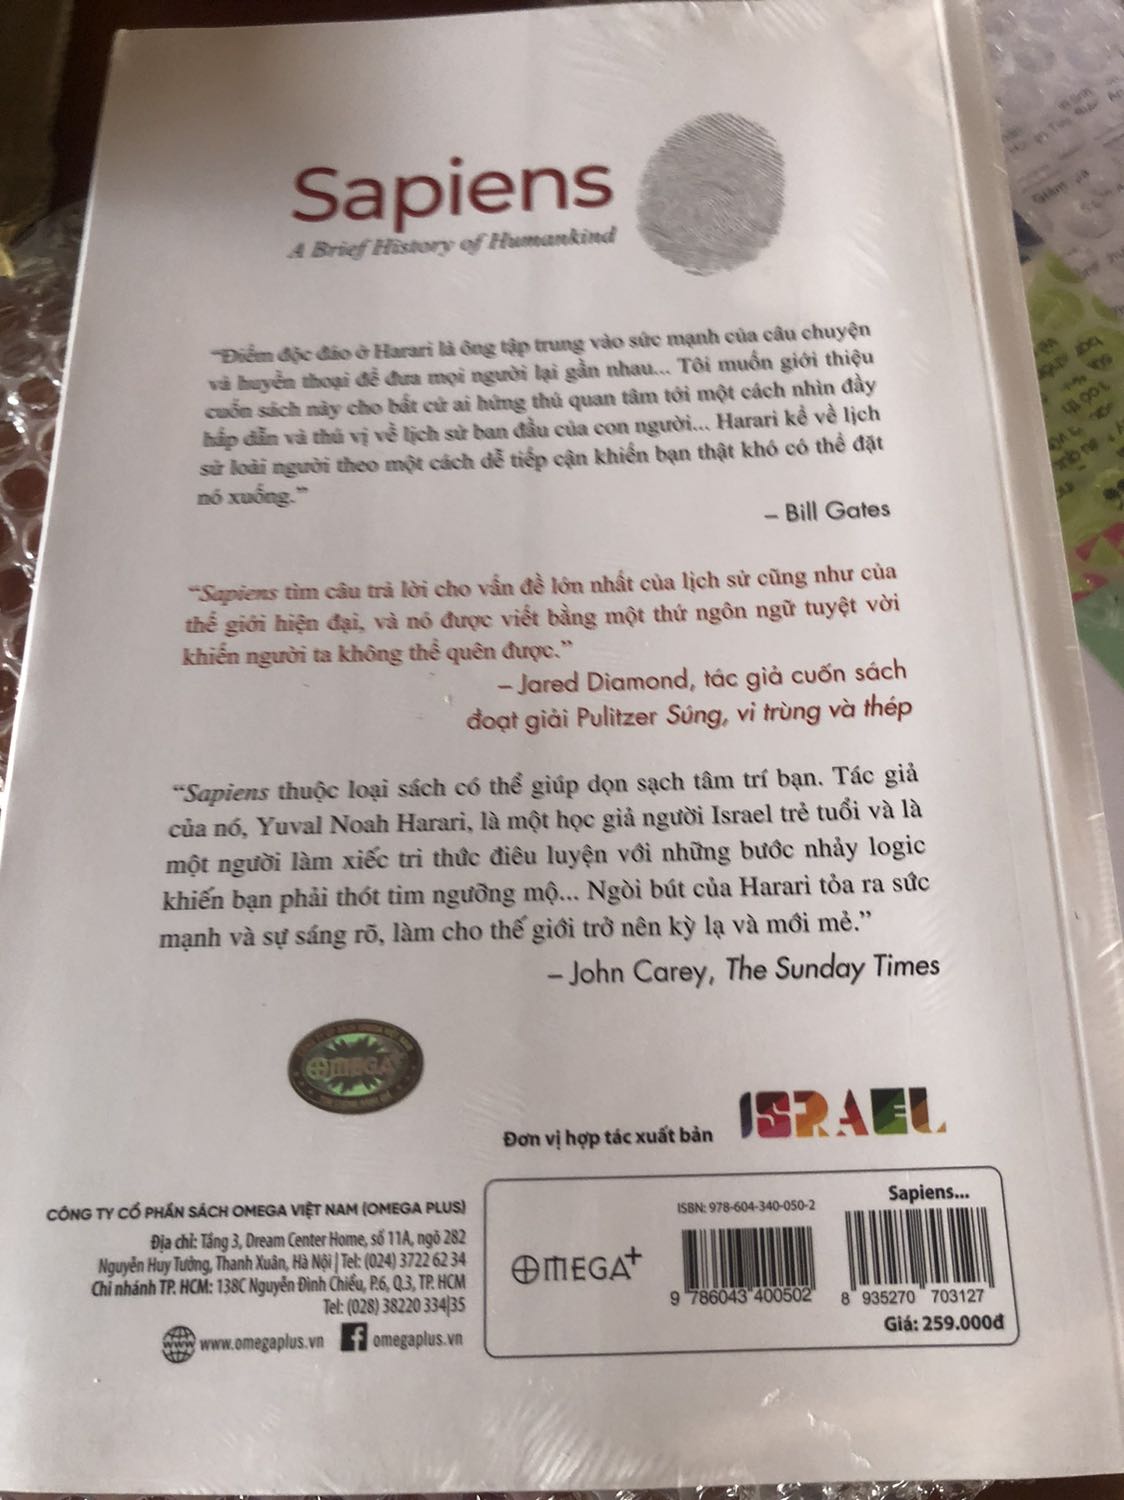 Sapiens
A Brief History of Humankind
“Điểm độc đáo ở Harari là ông tập trung vào sức mạnh của câu chuyện
và huyền thoại để đưa mọi người lại gần nhau... Tôi muốn giới thiệu
cuốn sách này cho bất cứ ai hứng thú quan tâm tới một cách nhìn đầy
hấp dẫn và thú vị về lịch sử ban đầu của con người... Harari kể về lịch
sử loài người theo một cách dễ tiếp cận khiến bạn thật khó có thể đặt
nó xuống.”
– Bill Gates
“Sapiens tìm câu trả lời cho vấn đề lớn nhất của lịch sử cũng như của
thế giới hiện đại, và nó được viết bằng một thứ ngôn ngữ tuyệt vời
khiến người ta không thể quên được.”
– Jared Diamond, tác giả cuốn sách
đoạt giải Pulitzer Súng, vi trùng và thép
“Sapiens thuộc loại sách có thể giúp dọn sạch tâm trí bạn. Tác giả
của nó, Yuval Noah Harari, là một học giả người Israel trẻ tuổi và là
một người làm xiếc tri thức điêu luyện với những bước nhảy logic
khiến bạn phải thót tim ngưỡng mộ... Ngòi bút của Harari tỏa ra sức
mạnh và sự sáng rõ, làm cho thế giới trở nên kỳ lạ và mới mẻ.”
– John Carey, The Sunday Times
OMEGA
Đơn vị hợp tác xuất bản
ISRAEL
CÔNG TY CỔ PHẦN SÁCH OMEGA VIỆT NAM (OMEGA PLUS)
Địa chỉ: Tầng 3, Dream Center Home, số 11A, ngõ 282
Nguyễn Huy Tưởng, Thanh Xuân, Hà Nội | Tel: (024) 3722 62 34
Chi nhánh TP. HCM: 138C Nguyễn Đình Chiểu, P.6, Q.3, TP. HCM
Tel: (028) 38220 334|35
www.omegaplus.vn
omegaplus.vn
OMEGA+
ISBN: 978-604-340-050-2
9 786043 400502
Sapiens...
8 935270 703127
Giá: 259.000đ